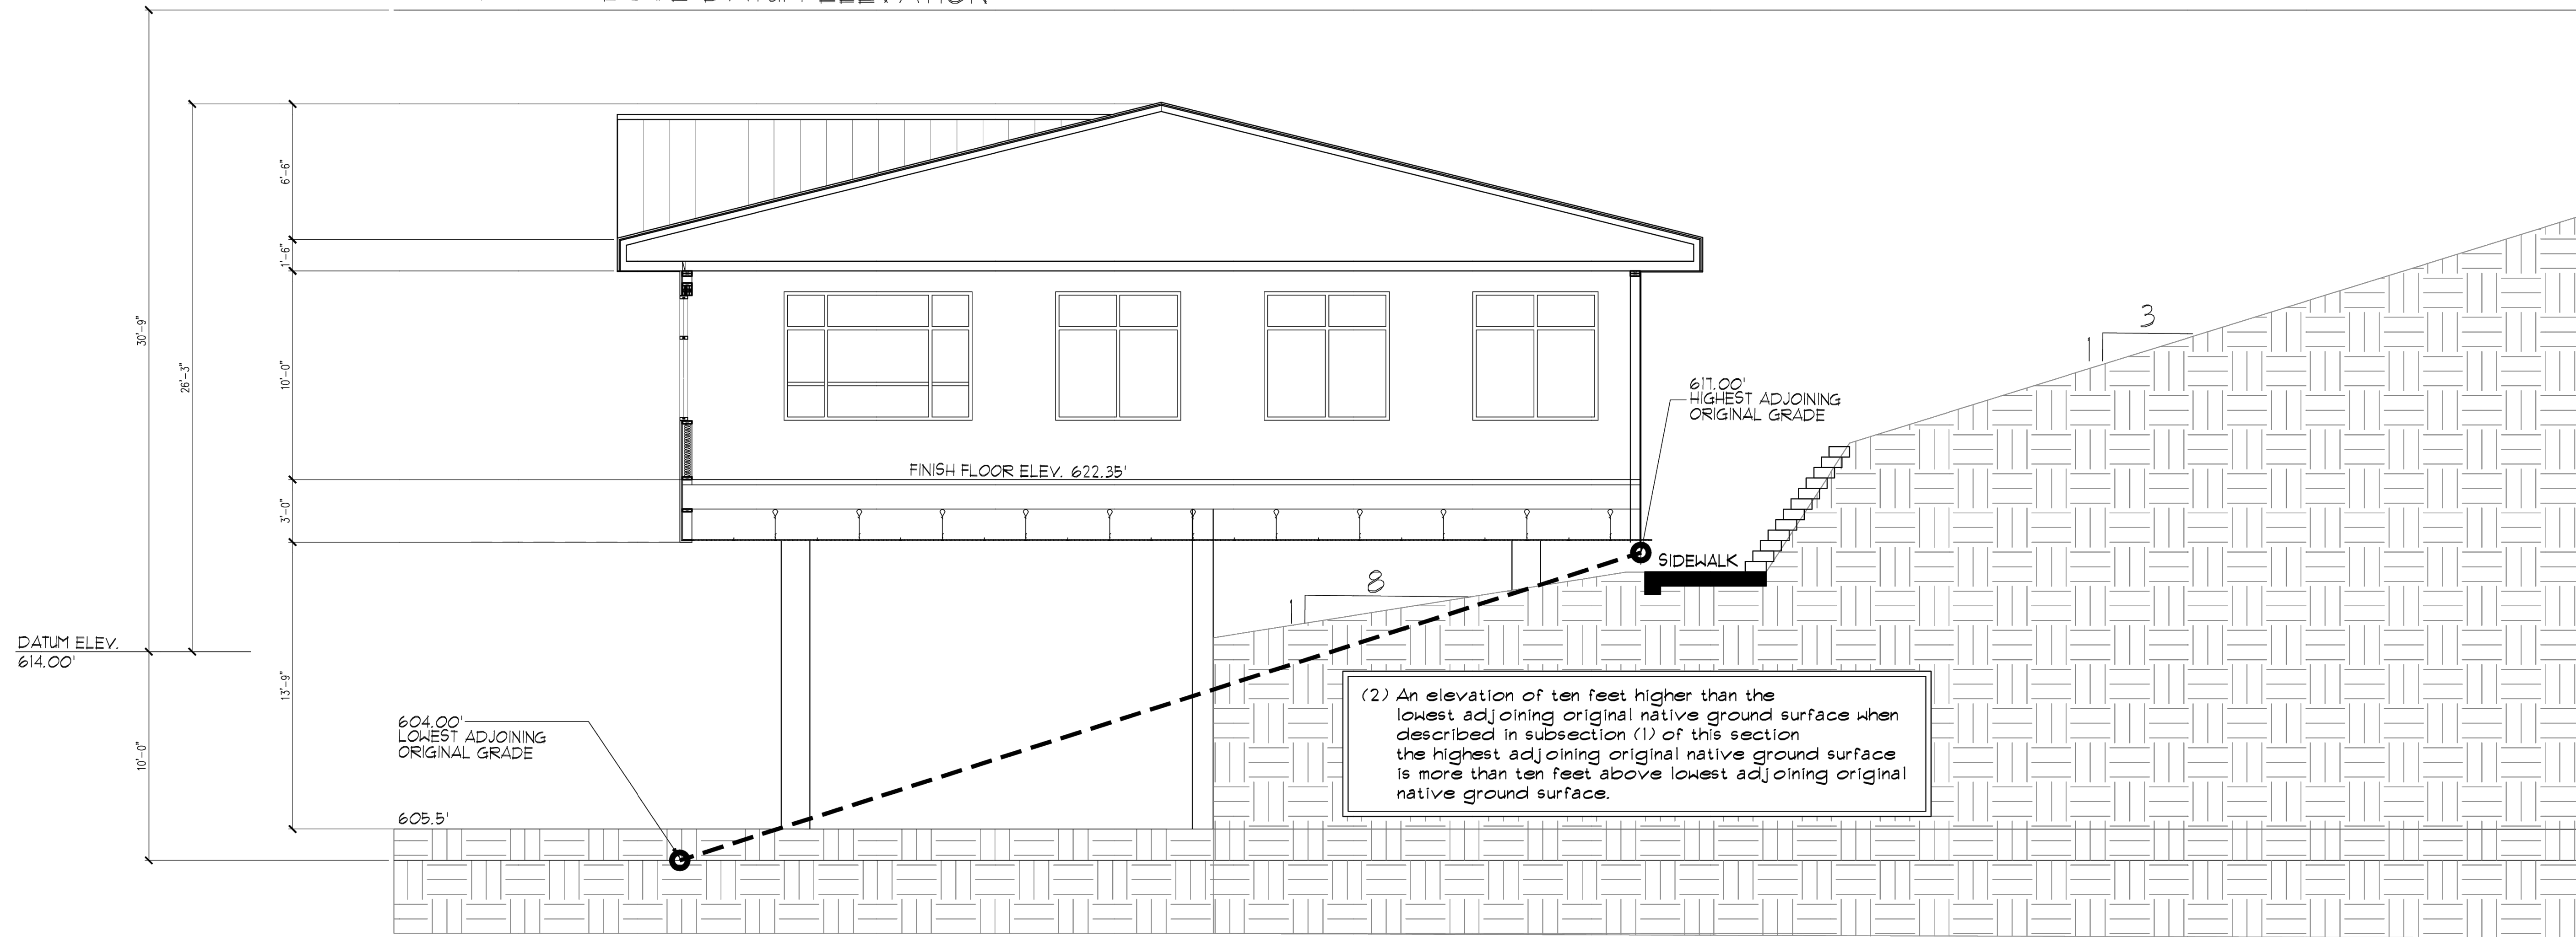 DATUM ELEVATION
30'-9"
26'-3"
6'-6"
1'-6"
10'-0"
3'-0"
13'-9"
10'-0"
DATUM ELEV.
614.00'
604.00'
LOWEST ADJOINING
ORIGINAL GRADE
605.5'
FINISH FLOOR ELEV. 622.35'
617.00'
HIGHEST ADJOINING
ORIGINAL GRADE
SIDEWALK
1
8
1
3
(2) An elevation of ten feet higher than the
lowest adjoining original native ground surface when
described in subsection (1) of this section
the highest adjoining original native ground surface
is more than ten feet above lowest adjoining original
native ground surface.